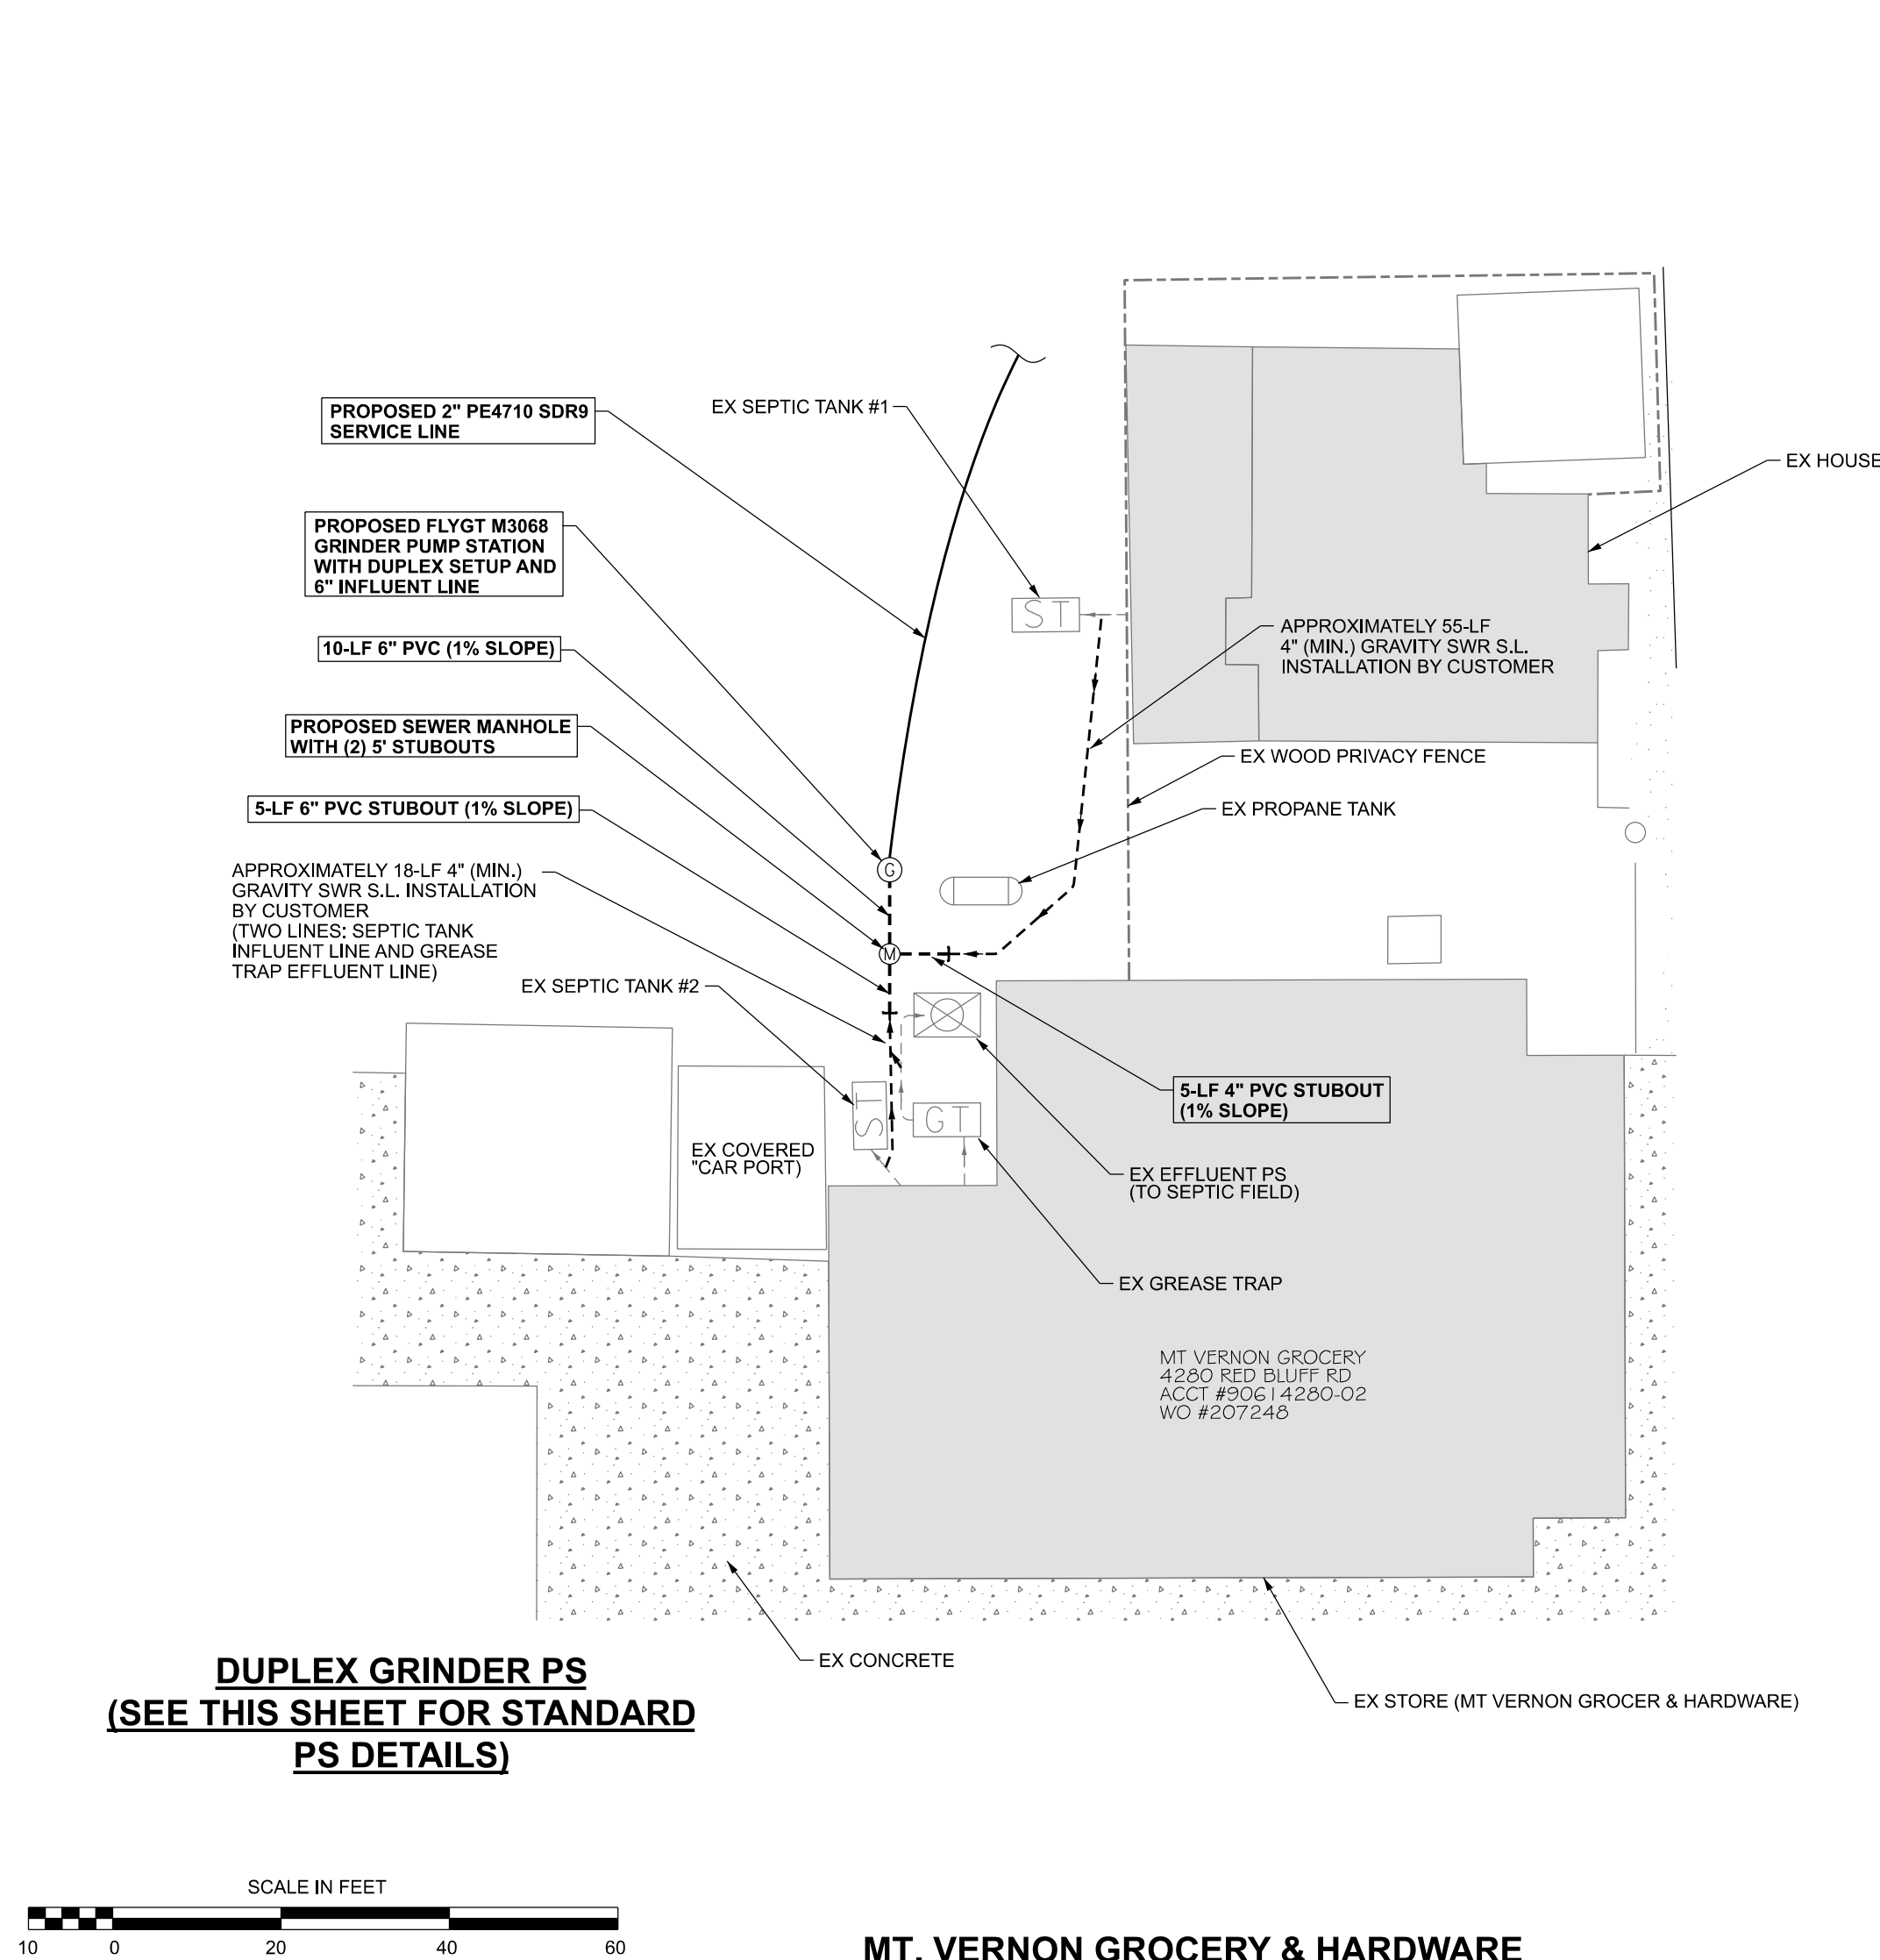 PROPOSED 2" PE4710 SDR9
SERVICE LINE
EX SEPTIC TANK #1
EX HOUSE
PROPOSED FLYGT M3068
GRINDER PUMP STATION
WITH DUPLEX SETUP AND
6" INFLUENT LINE
ST
APPROXIMATELY 55-LF
4" (MIN.) GRAVITY SWR S.L.
INSTALLATION BY CUSTOMER
10-LF 6" PVC (1% SLOPE)
PROPOSED SEWER MANHOLE
WITH (2) 5' STUBOUTS
EX WOOD PRIVACY FENCE
5-LF 6" PVC STUBOUT (1% SLOPE)
EX PROPANE TANK
G
APPROXIMATELY 18-LF 4" (MIN.)
GRAVITY SWR S.L. INSTALLATION
BY CUSTOMER
(TWO LINES: SEPTIC TANK
INFLUENT LINE AND GREASE
TRAP EFFLUENT LINE)
M
EX SEPTIC TANK #2
5-LF 4" PVC STUBOUT
(1% SLOPE)
ST
GT
EX COVERED
"CAR PORT)
EX EFFLUENT PS
(TO SEPTIC FIELD)
EX GREASE TRAP
MT VERNON GROCERY
4280 RED BLUFF RD
ACCT #90614280-02
WO #207248
EX CONCRETE
EX STORE (MT VERNON GROCER & HARDWARE)
DUPLEX GRINDER PS
(SEE THIS SHEET FOR STANDARD
PS DETAILS)
SCALE IN FEET
10 0 20 40 60
MT. VERNON GROCERY & HARDWARE